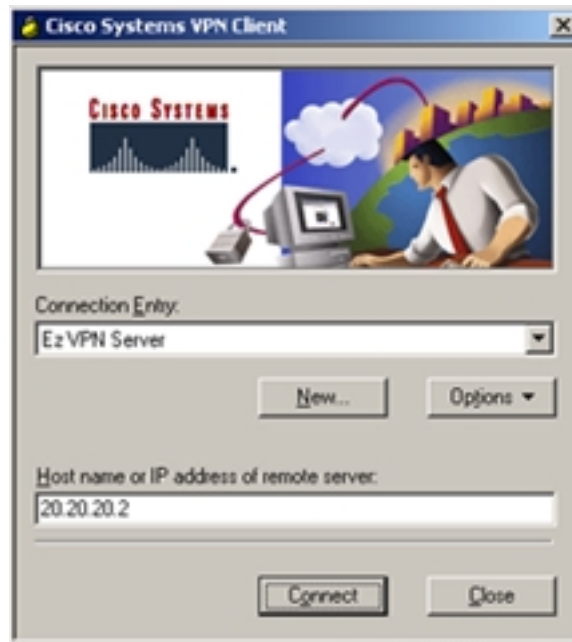 Cisco Systems VPN Client
CISCO SYSTEMS
Connection Entry:
Ez VPN Server
New...
Options
Host name or IP address of remote server:
20.20.20.2
Connect
Close